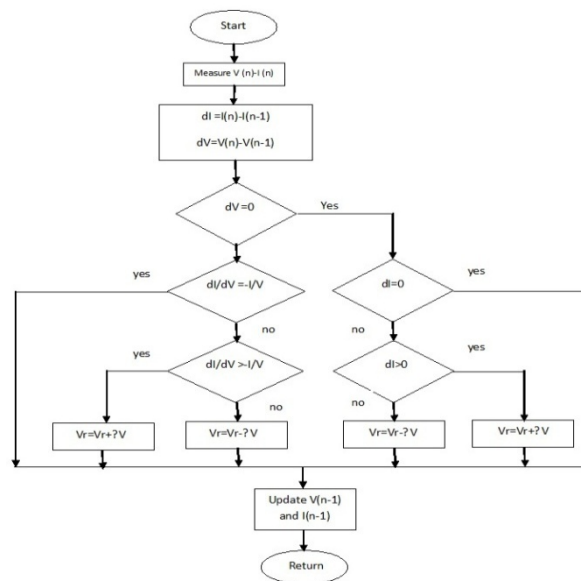 Start
Measure V (n)-I (n)
dI =I(n)-I(n-1)
dV=V(n)-V(n-1)
dV=0
Yes
yes
dI/dV =-I/V
dI=0
yes
no
no
yes
dI/dV >-I/V
dI>0
yes
no
no
Vr=Vr+?V
Vr=Vr-?V
Vr=Vr-?V
Vr=Vr+?V
Update V(n-1)
and I(n-1)
Return